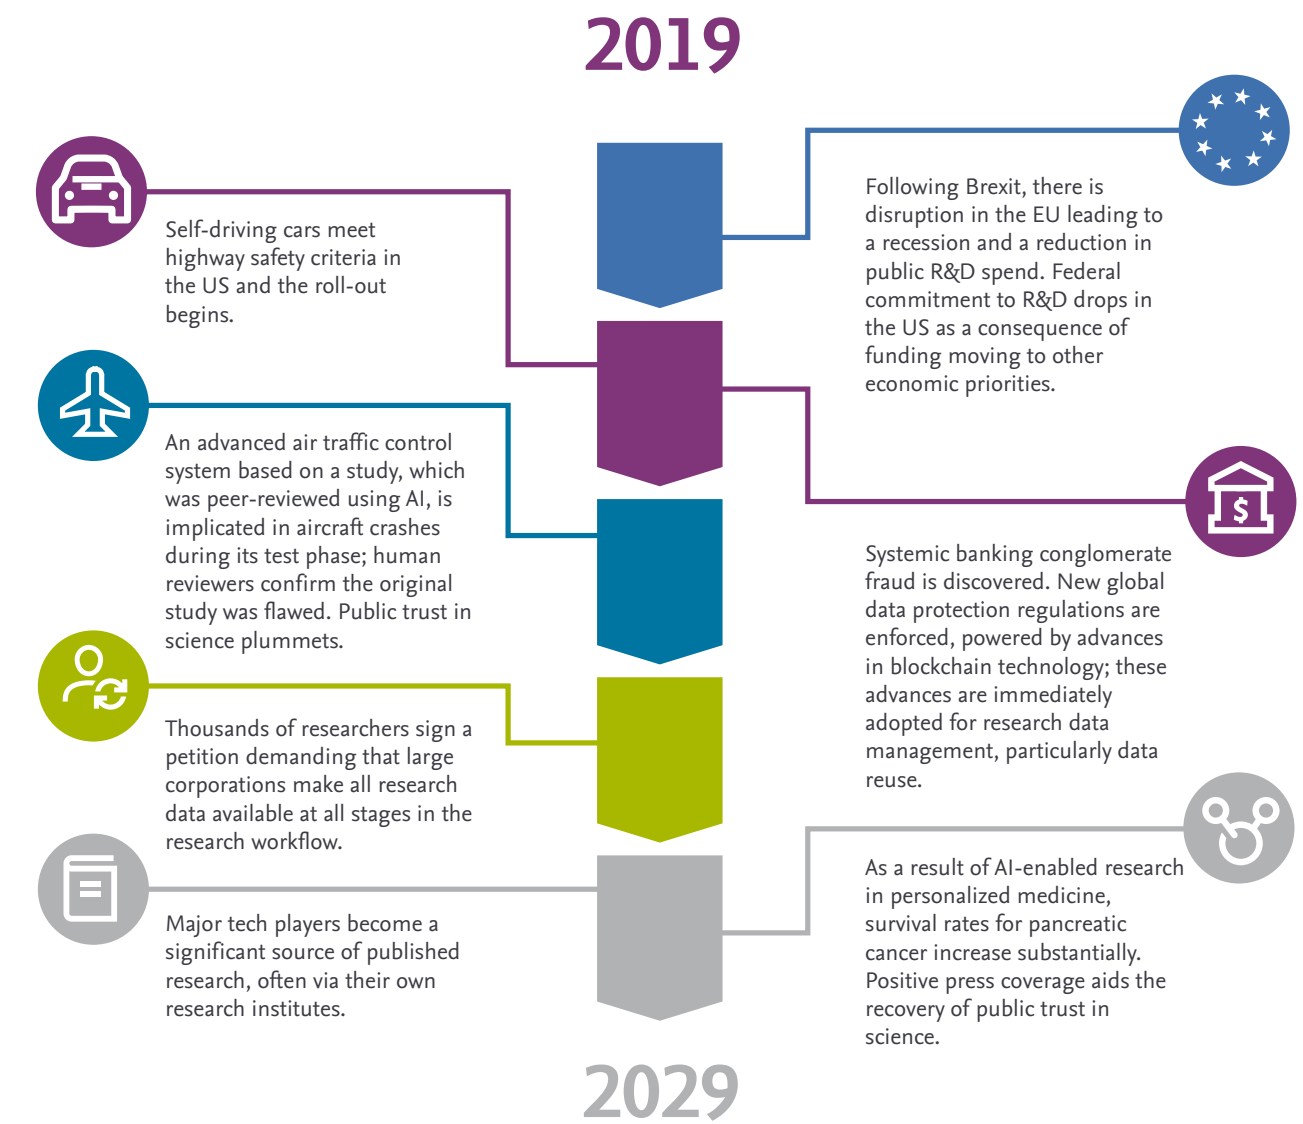 2019
Self-driving cars meet
highway safety criteria in
the US and the roll-out
begins.
An advanced air traffic control
system based on a study, which
was peer-reviewed using AI, is
implicated in aircraft crashes
during its test phase; human
reviewers confirm the original
study was flawed. Public trust in
science plummets.
Thousands of researchers sign a
petition demanding that large
corporations make all research
data available at all stages in the
research workflow.
Major tech players become a
significant source of published
research, often via their own
research institutes.
Following Brexit, there is
disruption in the EU leading to
a recession and a reduction in
public R&D spend. Federal
commitment to R&D drops in
the US as a consequence of
funding moving to other
economic priorities.
$
Systemic banking conglomerate
fraud is discovered. New global
data protection regulations are
enforced, powered by advances
in blockchain technology; these
advances are immediately
adopted for research data
management, particularly data
reuse.
As a result of AI-enabled research
in personalized medicine,
survival rates for pancreatic
cancer increase substantially.
Positive press coverage aids the
recovery of public trust in
science.
2029